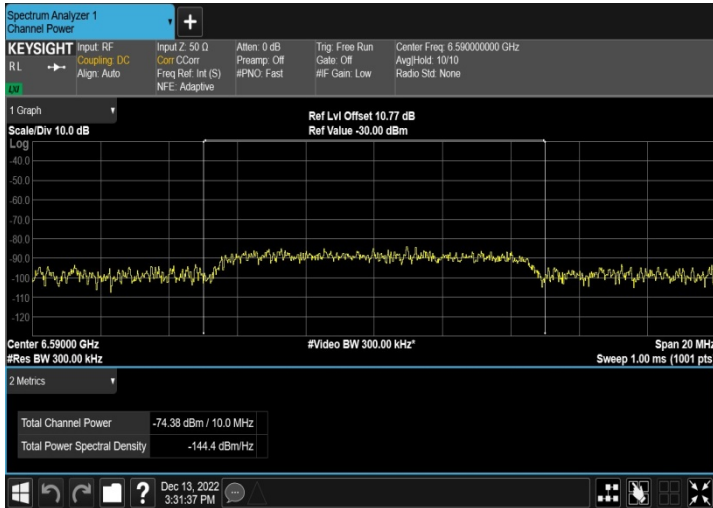 Spectrum Analyzer 1
Channel Power
+
KEYSIGHT
RL
LXI
Input: RF
Coupling: DC
Align: Auto
Input Z: 50 Ω
Corr CCorr
Freq Ref: Int (S)
NFE: Adaptive
Atten: 0 dB
Preamp: Off
#PNO: Fast
Trig: Free Run
Gate: Off
#IF Gain: Low
Center Freq: 6.590000000 GHz
Avg|Hold: 10/10
Radio Std: None
1 Graph
Scale/Div 10.0 dB
Ref Lvl Offset 10.77 dB
Ref Value -30.00 dBm
Log
-40.0
-50.0
-60.0
-70.0
-80.0
-90.0
-100
-110
-120
Center 6.59000 GHz
#Res BW 300.00 kHz
#Video BW 300.00 kHz*
Span 20 MHz
Sweep 1.00 ms (1001 pts
2 Metrics
Total Channel Power -74.38 dBm / 10.0 MHz
Total Power Spectral Density -144.4 dBm/Hz
?
Dec 13, 2022
3:31:37 PM